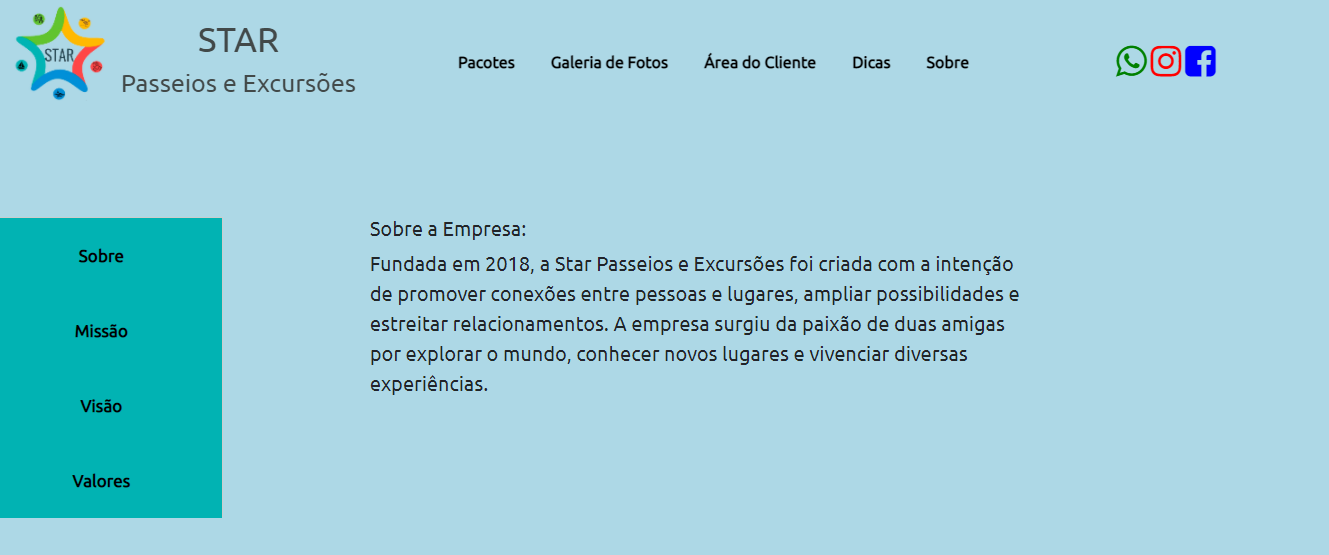 STAR
STAR
Passeios e Excursões
Pacotes Galeria de Fotos Área do Cliente Dicas Sobre
Sobre
Missão
Visão
Valores
Sobre a Empresa:
Fundada em 2018, a Star Passeios e Excursões foi criada com a intenção
de promover conexões entre pessoas e lugares, ampliar possibilidades e
estreitar relacionamentos. A empresa surgiu da paixão de duas amigas
por explorar o mundo, conhecer novos lugares e vivenciar diversas
experiências.